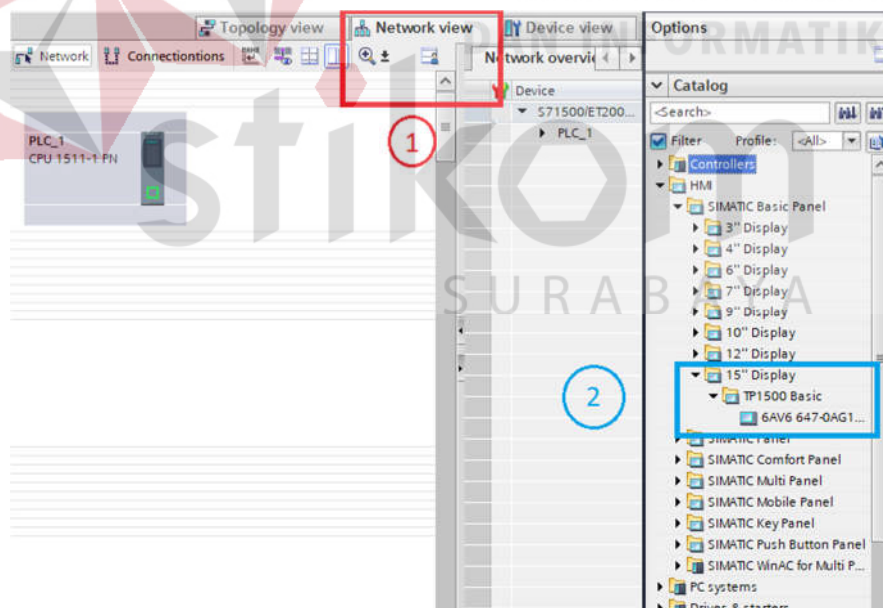 DAN INFORMATIK
stikom
SURABAYA
Topology view
Network view
Device view
Options
Network
Connectiontions
Network overvie
Device
S71500/ET200...
PLC_1
PLC_1
CPU 1511-1 PN
1
2
Catalog
<Search>
Filter
Profile:
<All>
Controllers
HMI
SIMATIC Basic Panel
3" Display
4" Display
6" Display
7" Display
9" Display
10" Display
12" Display
15" Display
TP1500 Basic
6AV6 647-0AG1...
SIMATIC Panel
SIMATIC Comfort Panel
SIMATIC Multi Panel
SIMATIC Mobile Panel
SIMATIC Key Panel
SIMATIC Push Button Panel
SIMATIC WinAC for Multi P...
PC systems
Drives & starters